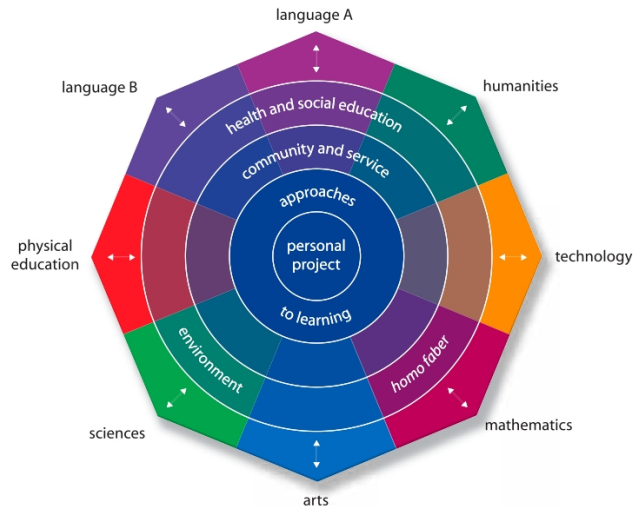 language A
language B
humanities
health and social education
community and service
approaches
personal
project
to learning
physical
education
technology
environment
homo faber
sciences
mathematics
arts